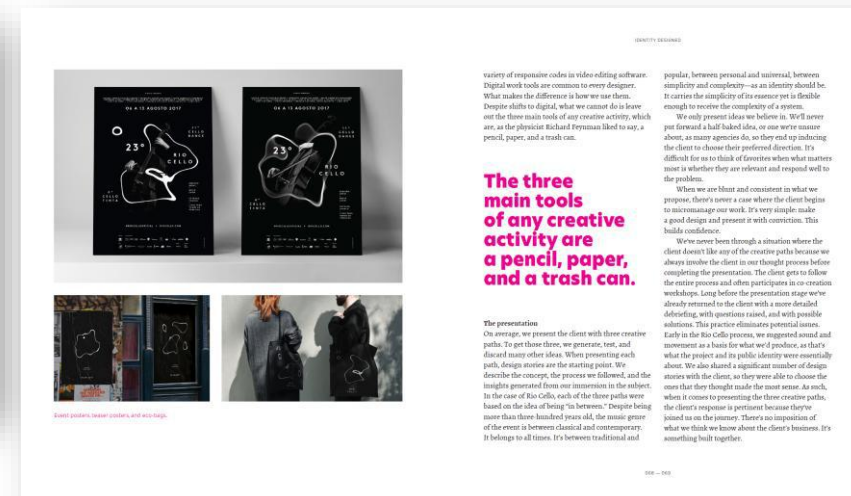 06 A 13 AGOSTO 2017
23°
RIO
CELLO
06 A 13 AGOSTO 2017
23°
RIO
CELLO
Event posters, teaser posters, and eco-bags.
IDENTITY DESIGNED
variety of responsive codes in video editing software.
Digital work tools are common to every designer.
What makes the difference is how we use them.
Despite shifts to digital, what we cannot do is leave
out the three main tools of any creative activity, which
are, as the physicist Richard Feynman liked to say, a
pencil, paper, and a trash can.
The three
main tools
of any creative
activity are
a pencil, paper,
and a trash can.
The presentation
On average, we present the client with three creative
paths. To get those three, we generate, test, and
discard many other ideas. When presenting each
path, design stories are the starting point. We
describe the concept, the process we followed, and the
insights generated from our immersion in the subject.
In the case of Rio Cello, each of the three paths were
based on the idea of being “in between.” Despite being
more than three-hundred years old, the music genre
of the event is between classical and contemporary.
It belongs to all times. It's between traditional and
popular, between personal and universal, between
simplicity and complexity—as an identity should be.
It carries the simplicity of its essence yet is flexible
enough to receive the complexity of a system.
We only present ideas we believe in. We'll never
put forward a half-baked idea, or one we're unsure
about, as many agencies do, so they end up inducing
the client to choose their preferred direction. It's
difficult for us to think of favorites when what matters
most is whether they are relevant and respond well to
the problem.
When we are blunt and consistent in what we
propose, there's never a case where the client begins
to micromanage our work. It's very simple: make
a good design and present it with conviction. This
builds confidence.
We've never been through a situation where the
client doesn't like any of the creative paths because we
always involve the client in our thought process before
completing the presentation. The client gets to follow
the entire process and often participates in co-creation
workshops. Long before the presentation stage we've
already returned to the client with a more detailed
debriefing, with questions raised, and with possible
solutions. This practice eliminates potential issues.
Early in the Rio Cello process, we suggested sound and
movement as a basis for what we'd produce, as that's
what the project and its public identity were essentially
about. We also shared a significant number of design
stories with the client, so they were able to choose the
ones that they thought made the most sense. As such,
when it comes to presenting the three creative paths,
the client's response is pertinent because they've
joined us on the journey. There's no imposition of
what we think we know about the client's business. It's
something built together.